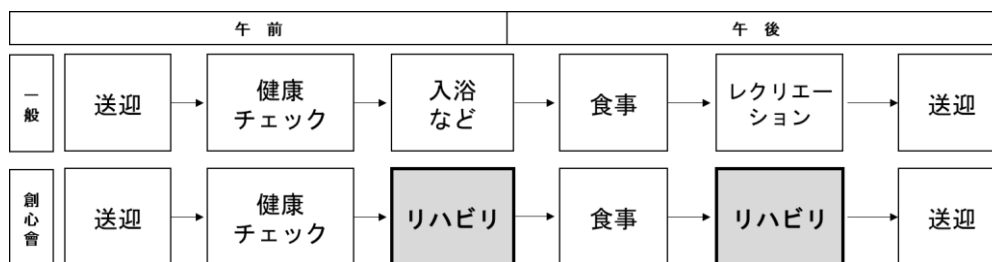 午前
午後
一般
送迎
健康
チェック
入浴
など
食事
レクリエー
ション
送迎
創心會
送迎
健康
チェック
リハビリ
食事
リハビリ
送迎